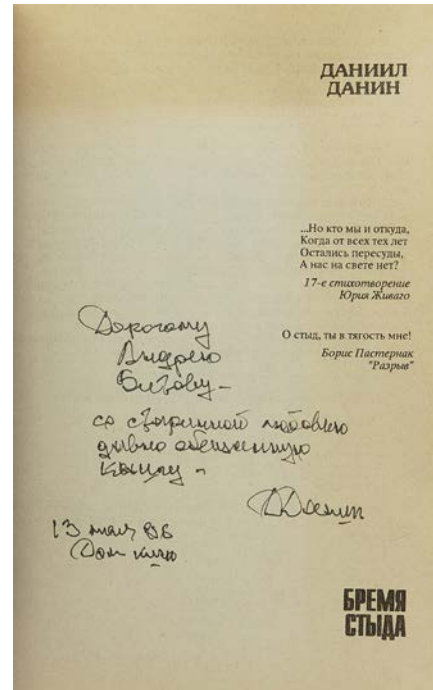 ДАНИИЛ
ДАНИН
...Но кто мы и откуда,
Когда от всех тех лет
Остались пересуды,
А нас на свете нет?
17-е стихотворение
Юрия Живаго
О стыд, ты в тягость мне!
Борис Пастернак
"Разрыв"
Дорогому
Андрею
Битову –
со старинной любовью
давно обещанную
книгу –
ДДанин
13 мая 96
Дом кино
БРЕМЯ
СТЫДА